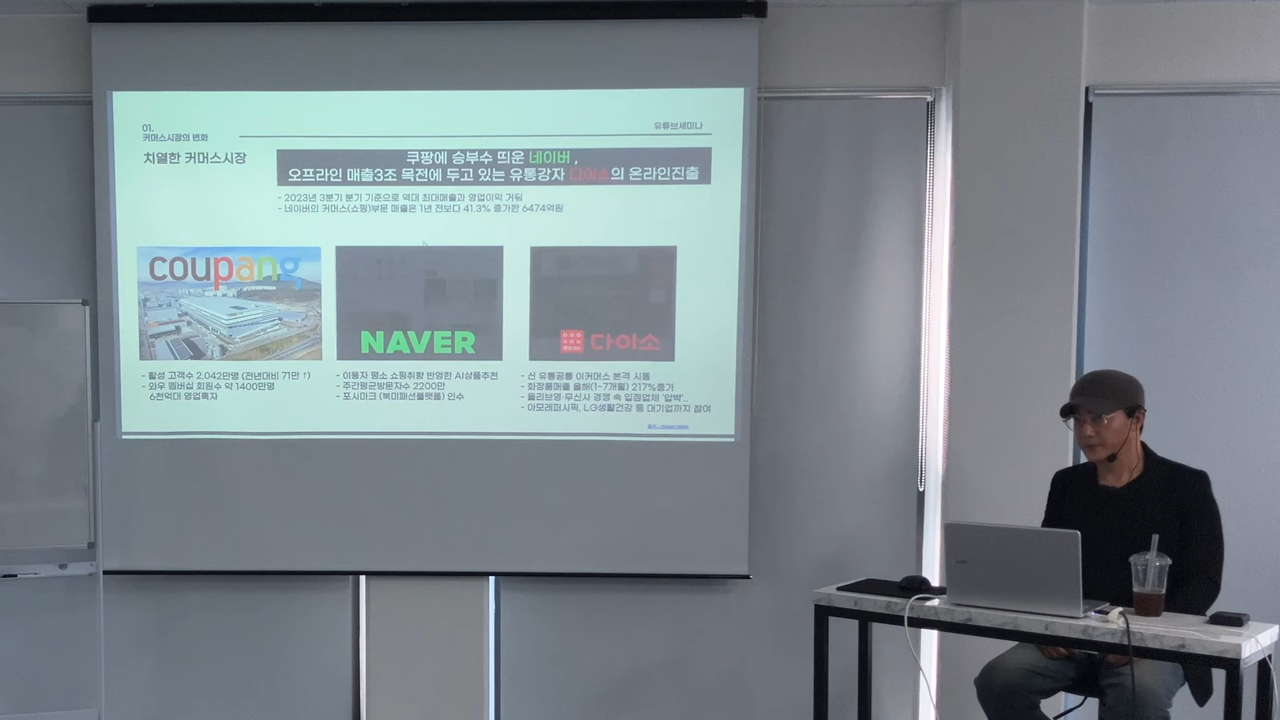 01.
커머스시장의 변화
유튜브세미나
치열한 커머스시장
쿠팡에 승부수 띄운 네이버,
오프라인 매출3조 목전에 두고 있는 유통강자 다이소의 온라인진출
- 2023년 3분기 분기 기준으로 역대 최대매출과 영업이익 거둬
- 네이버의 커머스(쇼핑)부문 매출은 1년 전보다 41.3% 증가한 6474억원
coupang
NAVER
다이소
- 활성 고객수 2,042만명 (전년대비 71만 ↑)
- 와우 멤버십 회원수 약 1400만명
6천억대 영업흑자
- 이용자 평소 쇼핑취향 반영한 AI상품추천
- 주간평균방문자수 2200만
- 포시마크 (북미패션플랫폼) 인수
- 신 유통공룡 이커머스 본격 시동
- 화장품매출 올해(1~7개월) 217%증가
- 올리브영·무신사 경쟁 속 입점업체 '압박'..
- 아모레퍼시픽, LG생활건강 등 대기업까지 참여